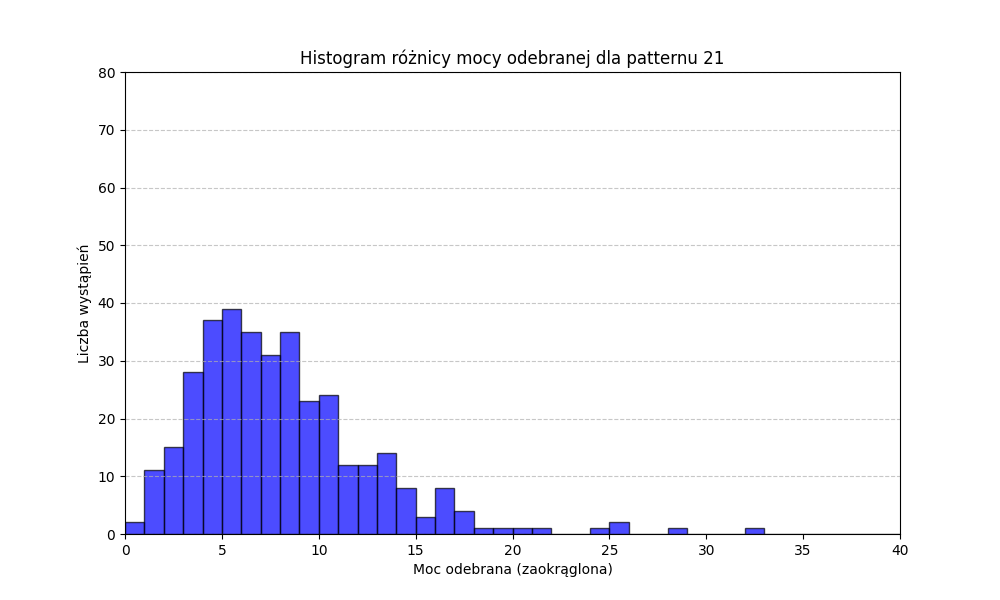 Histogram różnicy mocy odebranej dla patternu 21
80
70
60
50
40
30
20
10
0
Liczba wystąpień
0 5 10 15 20 25 30 35 40
Moc odebrana (zaokrąglona)